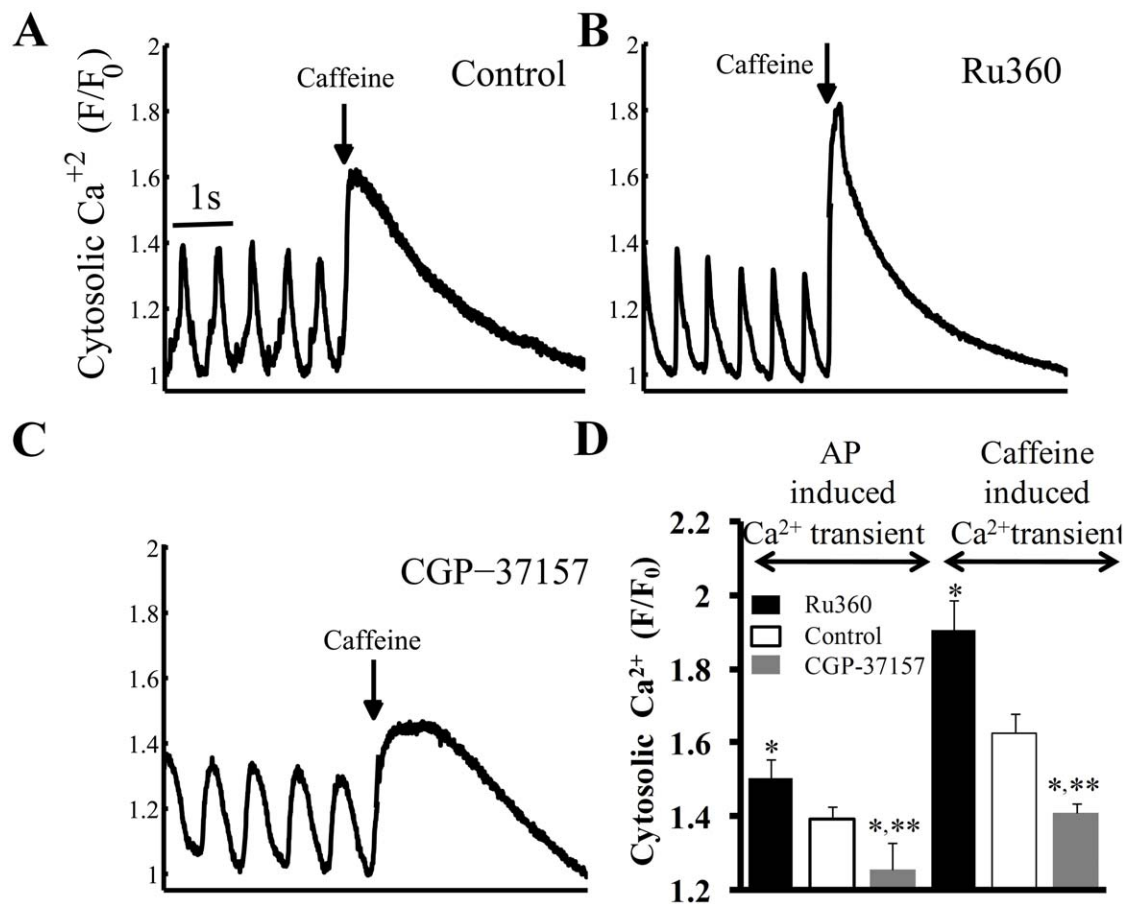 A
Cytosolic Ca+2 (F/F0)
2
1.8
1.6
1.4
1.2
1
1s
Caffeine
Control
B
2
1.8
1.6
1.4
1.2
1
Caffeine
Ru360
C
2
1.8
1.6
1.4
1.2
1
Caffeine
CGP−37157
D
AP
induced
Ca2+ transient
Caffeine
induced
Ca2+transient
Cytosolic Ca2+ (F/F0)
2.2
2
1.8
1.6
1.4
1.2
Ru360
Control
CGP-37157
*
*,**
*
*,**